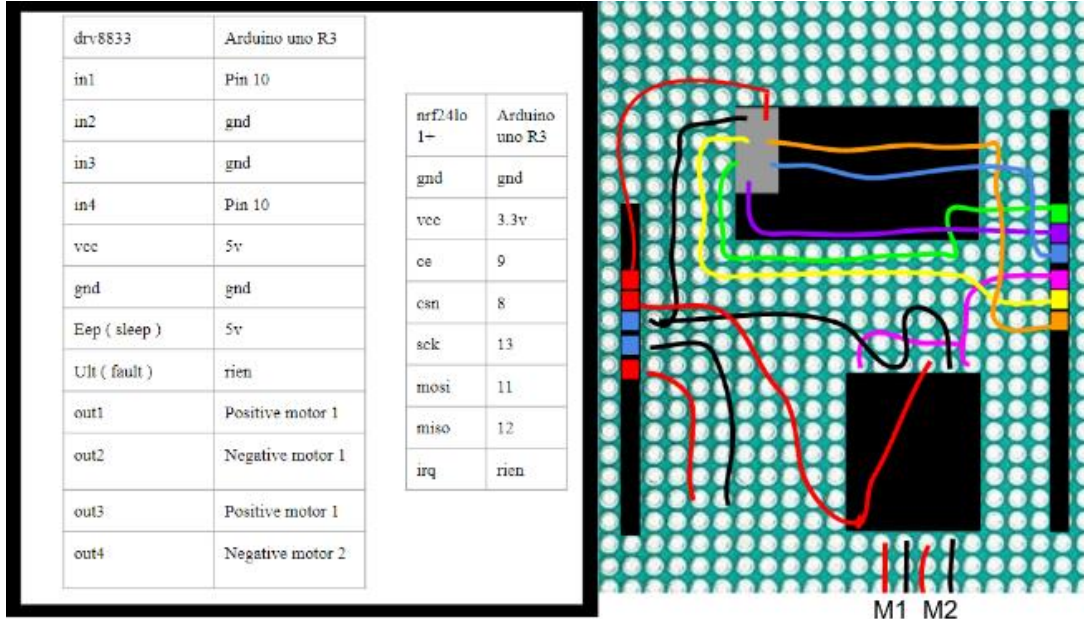 drv8833 Arduino uno R3
in1 Pin 10
in2 gnd
in3 gnd
in4 Pin 10
vcc 5v
gnd gnd
Eep ( sleep ) 5v
Ult ( fault ) rien
out1 Positive motor 1
out2 Negative motor 1
out3 Positive motor 1
out4 Negative motor 2
nrf24lo Arduino
1+ uno R3
gnd gnd
vcc 3.3v
ce 9
csn 8
sck 13
mosi 11
miso 12
irq rien
M1 M2